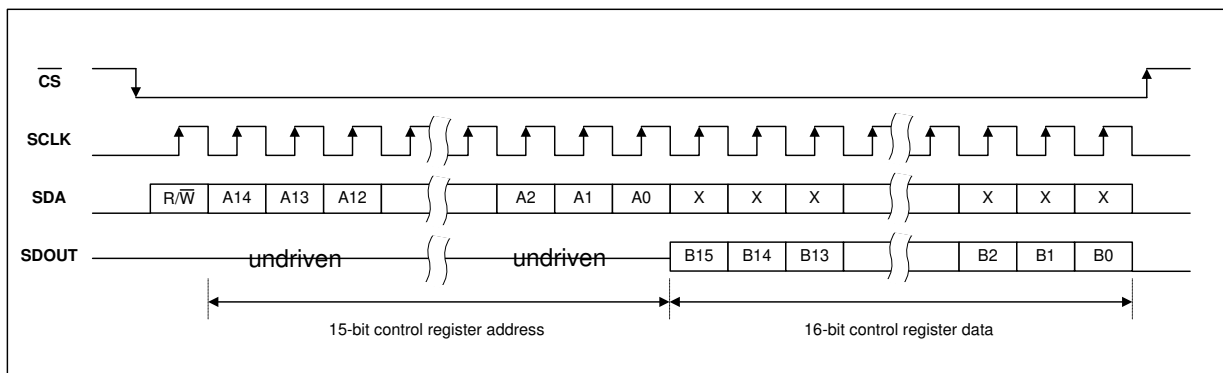 CS
SCLK
SDA R/W A14 A13 A12 A2 A1 A0 X X X X X X
SDOUT undriven undriven B15 B14 B13 B2 B1 B0
15-bit control register address 16-bit control register data